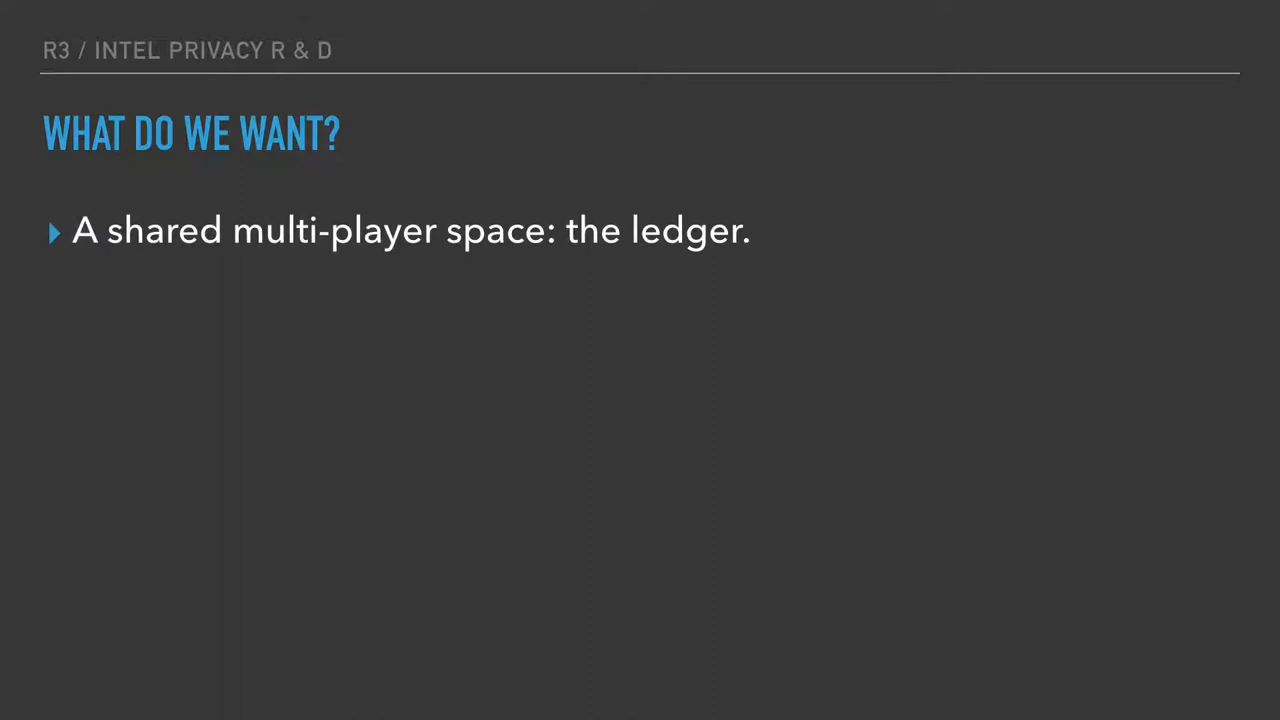 R3 / INTEL PRIVACY R & D
WHAT DO WE WANT?
A shared multi-player space: the ledger.